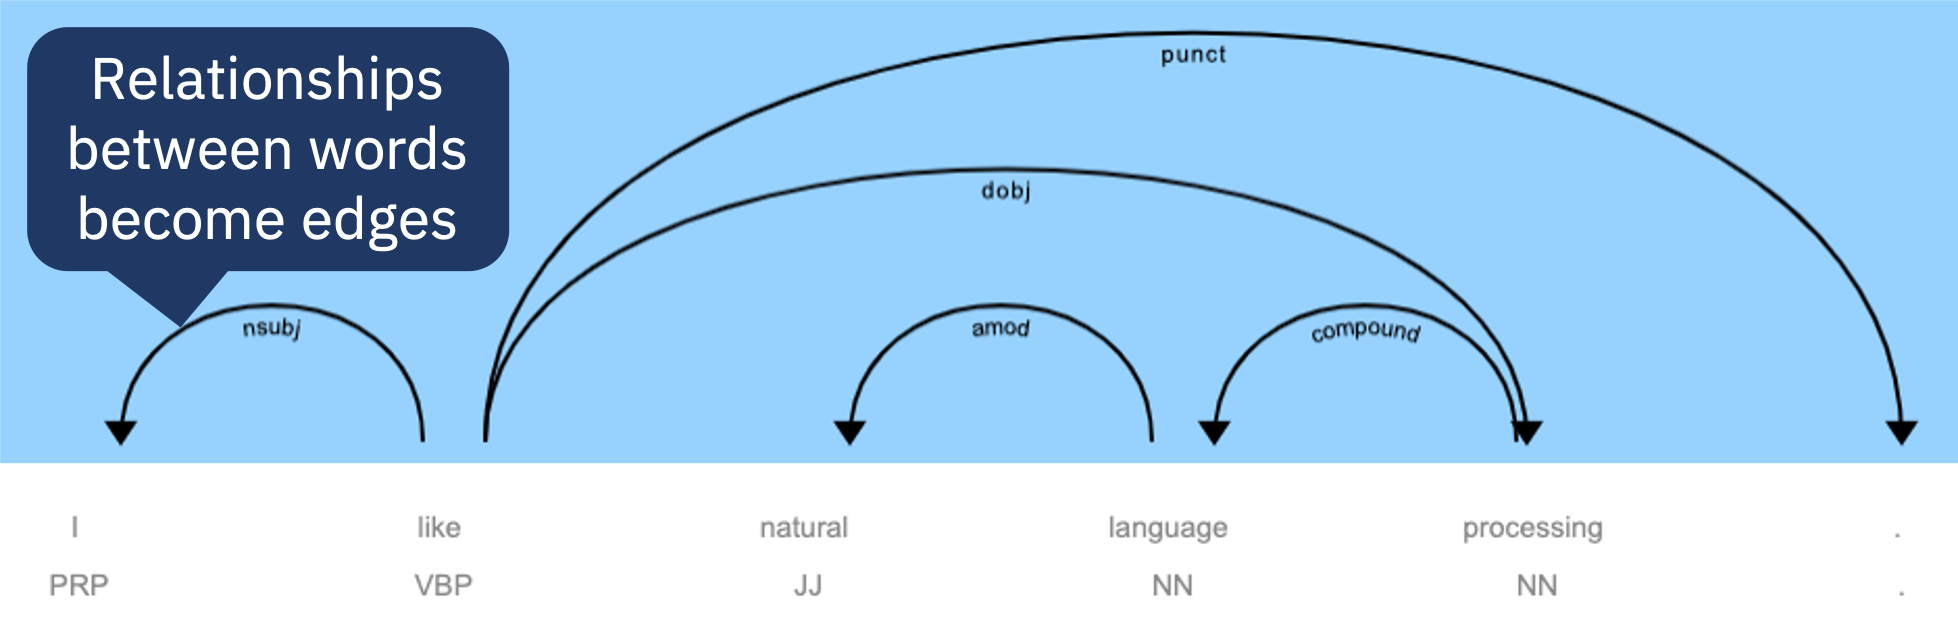 Relationships
between words
become edges
punct
dobj
nsubj
amod
compound
I like natural language processing .
PRP VBP JJ NN NN .